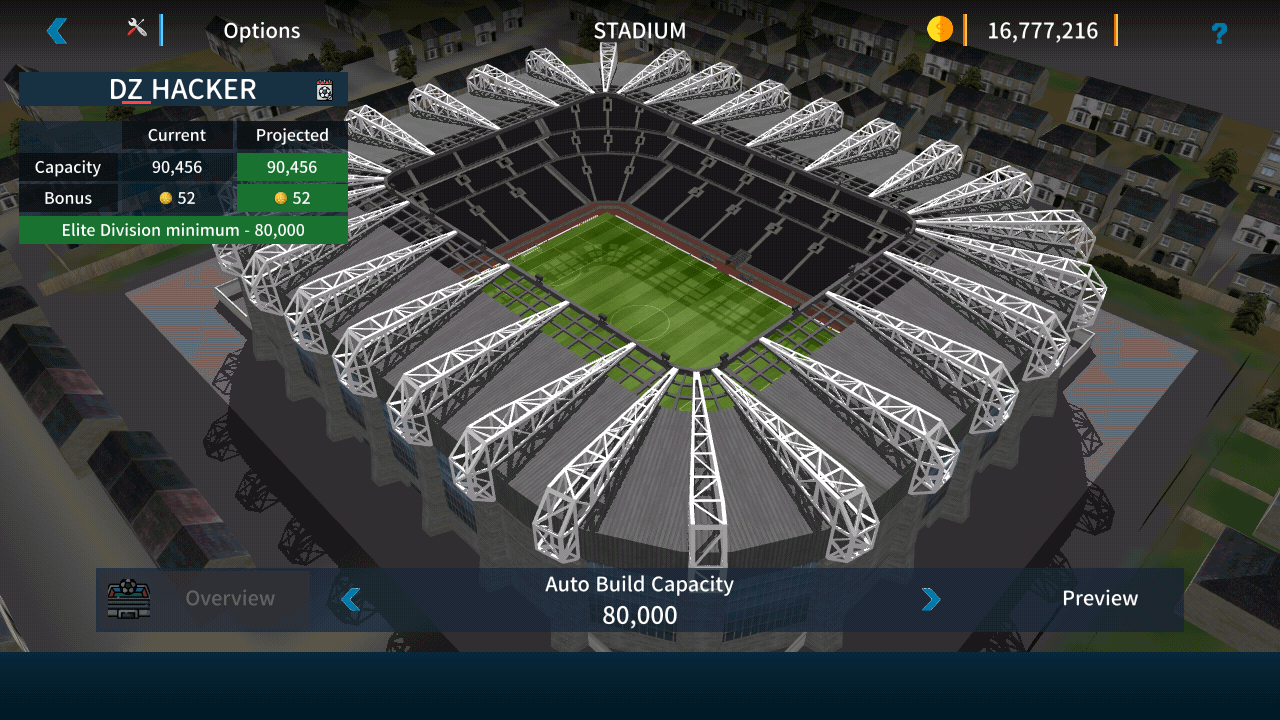 Options
STADIUM
16,777,216
?
DZ HACKER
Current Projected
Capacity 90,456 90,456
Bonus 52 52
Elite Division minimum - 80,000
Overview
Auto Build Capacity
80,000
Preview